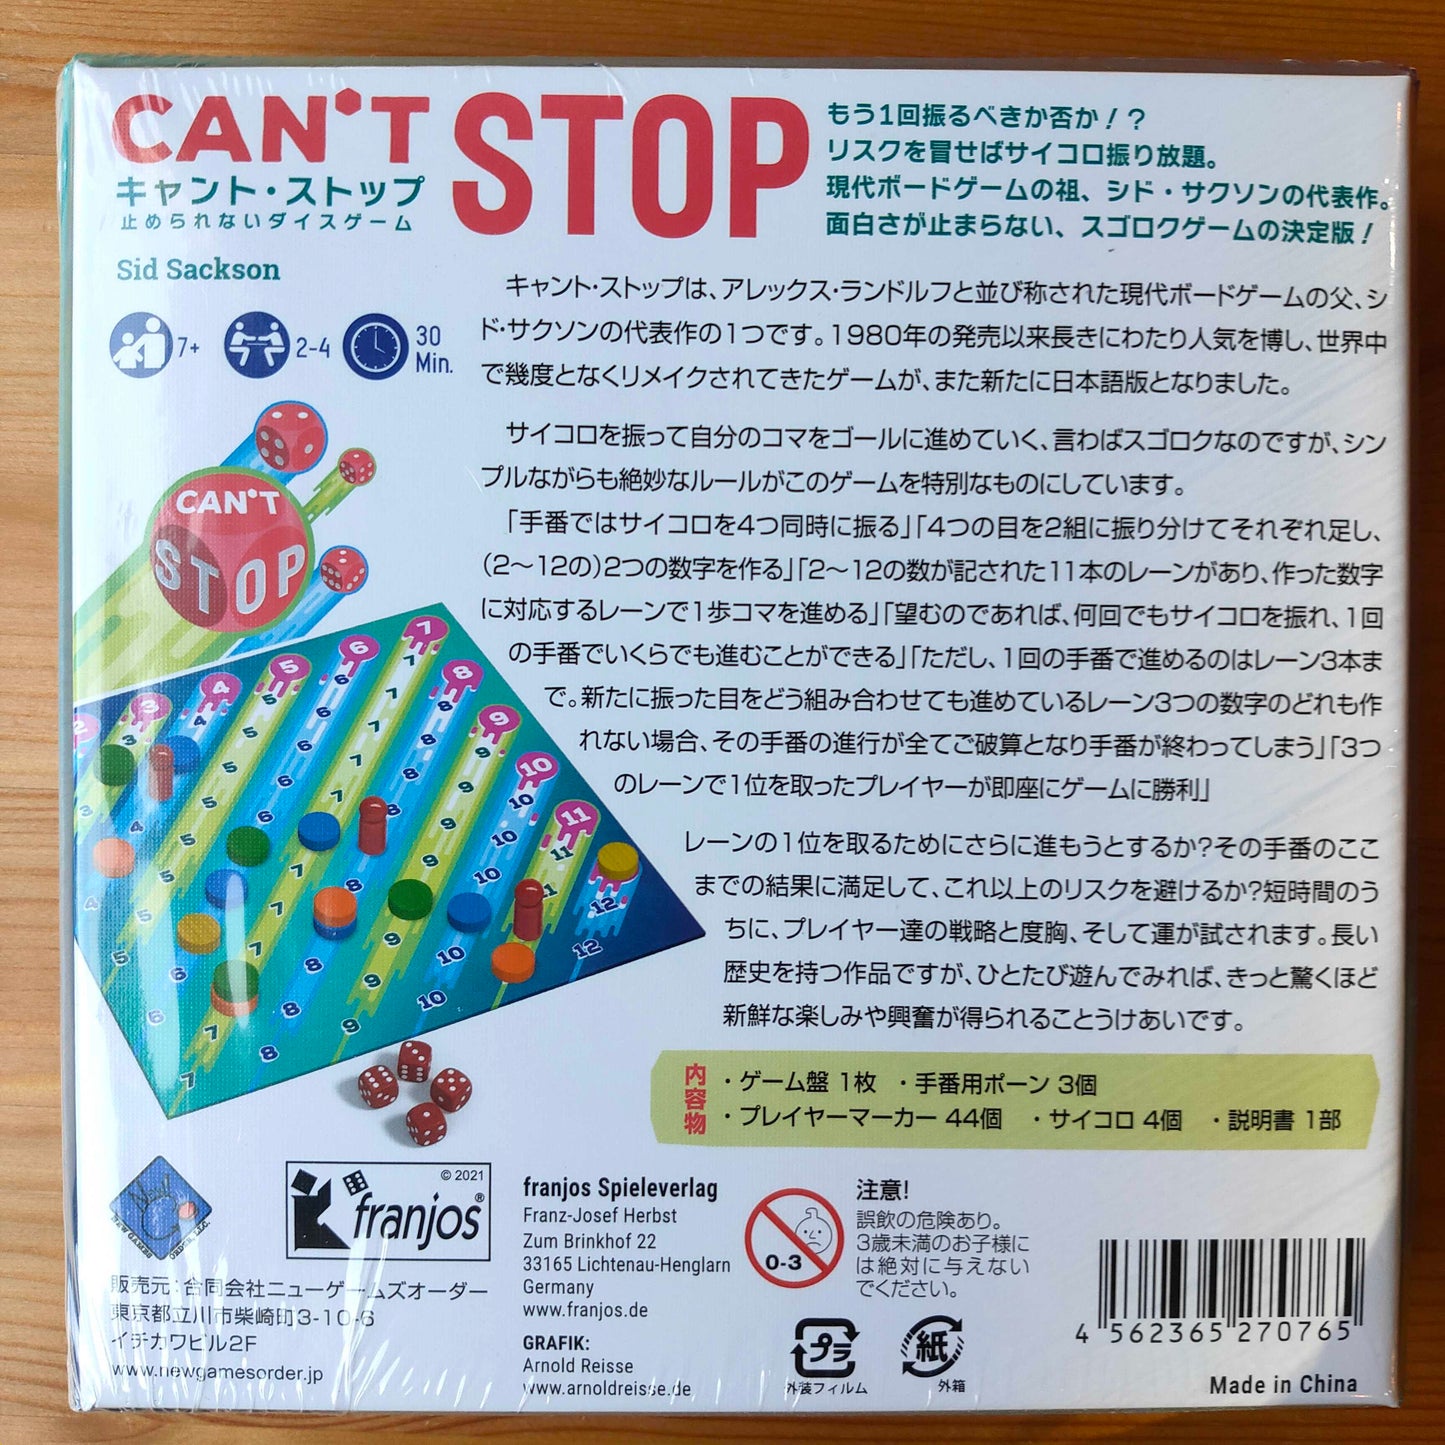 CAN'T STOP
キャント・ストップ
止められないダイスゲーム
Sid Sackson
7+
2-4
30
Min.
もう1回振るべきか否か！？
リスクを冒せばサイコロ振り放題。
現代ボードゲームの祖、シド・サクソンの代表作。
面白さが止まらない、スゴロクゲームの決定版！
キャント・ストップは、アレックス・ランドルフと並び称された現代ボードゲームの父、シ
ド・サクソンの代表作の1つです。1980年の発売以来長きにわたり人気を博し、世界中
で幾度となくリメイクされてきたゲームが、また新たに日本語版となりました。
サイコロを振って自分のコマをゴールに進めていく、言わばスゴロクなのですが、シン
プルながらも絶妙なルールがこのゲームを特別なものにしています。
「手番ではサイコロを4つ同時に振る」「4つの目を2組に振り分けてそれぞれ足し、
(2～12の)2つの数字を作る」「2～12の数が記された11本のレーンがあり、作った数字
に対応するレーンで1歩コマを進める」「望むのであれば、何回でもサイコロを振れ、1回
の手番でいくらでも進むことができる」「ただし、1回の手番で進めるのはレーン3本ま
で。新たに振った目をどう組み合わせても進めているレーン3つの数字のどれも作
れない場合、その手番の進行が全てご破算となり手番が終わってしまう」「3つ
のレーンで1位を取ったプレイヤーが即座にゲームに勝利」
レーンの1位を取るためにさらに進もうとするか?その手番のここ
までの結果に満足して、これ以上のリスクを避けるか?短時間のう
ちに、プレイヤー達の戦略と度胸、そして運が試されます。長い
歴史を持つ作品ですが、ひとたび遊んでみれば、きっと驚くほど
新鮮な楽しみや興奮が得られることうけあいです。
CAN'T
STOP
2 3 4 5 6 7 8 9 10 11 12
内容物
・ゲーム盤 1枚 ・手番用ポーン 3個
・プレイヤーマーカー 44個 ・サイコロ 4個 ・説明書 1部
© 2021
franjos®
販売元：合同会社ニューゲームズオーダー
東京都立川市柴崎町3-10-6
イチカワビル2F
www.newgamesorder.jp
franjos Spieleverlag
Franz-Josef Herbst
Zum Brinkhof 22
33165 Lichtenau-Henglarn
Germany
www.franjos.de
GRAFIK:
Arnold Reisse
www.arnoldreisse.de
0-3
注意!
誤飲の危険あり。
3歳未満のお子様に
は絶対に与えない
でください。
プラ
外装フィルム
紙
外箱
4 562365 270765
Made in China